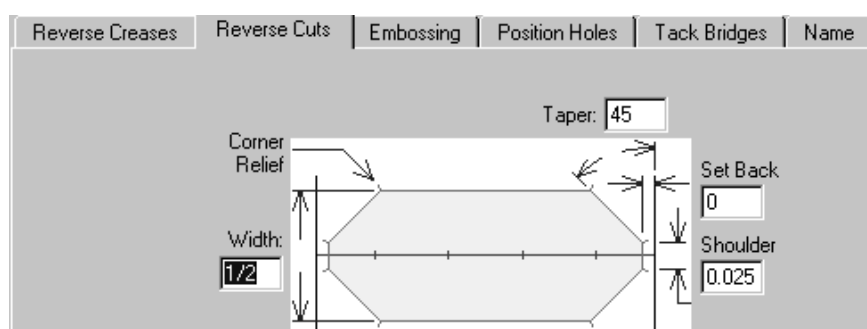 Reverse Creases Reverse Cuts Embossing Position Holes Tack Bridges Name
Taper: 45
Corner
Relief
Set Back
0
Width:
1/2
Shoulder
0.025